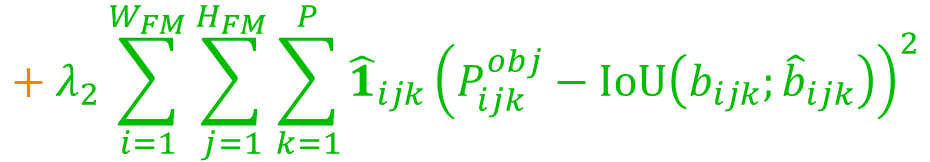 + λ₂ ∑_{i=1}^{W_{FM}} ∑_{j=1}^{H_{FM}} ∑_{k=1}^{P} 𝟏̂_{ijk} (P_{ijk}^{obj} − IoU(b_{ijk}; b̂_{ijk}))²